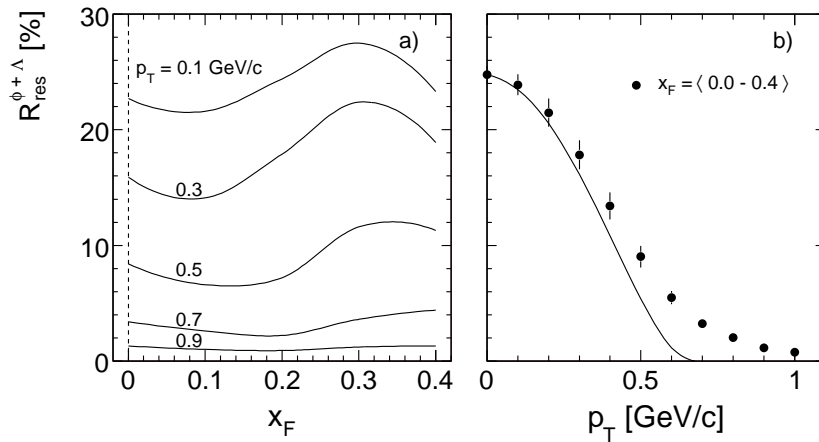 R_res^{ϕ + Λ} [%]
30
20
10
0
a)
p_T = 0.1 GeV/c
0.3
0.5
0.7
0.9
0 0.1 0.2 0.3 0.4
x_F
b)
x_F = ⟨ 0.0 - 0.4 ⟩
0 0.5 1
p_T [GeV/c]